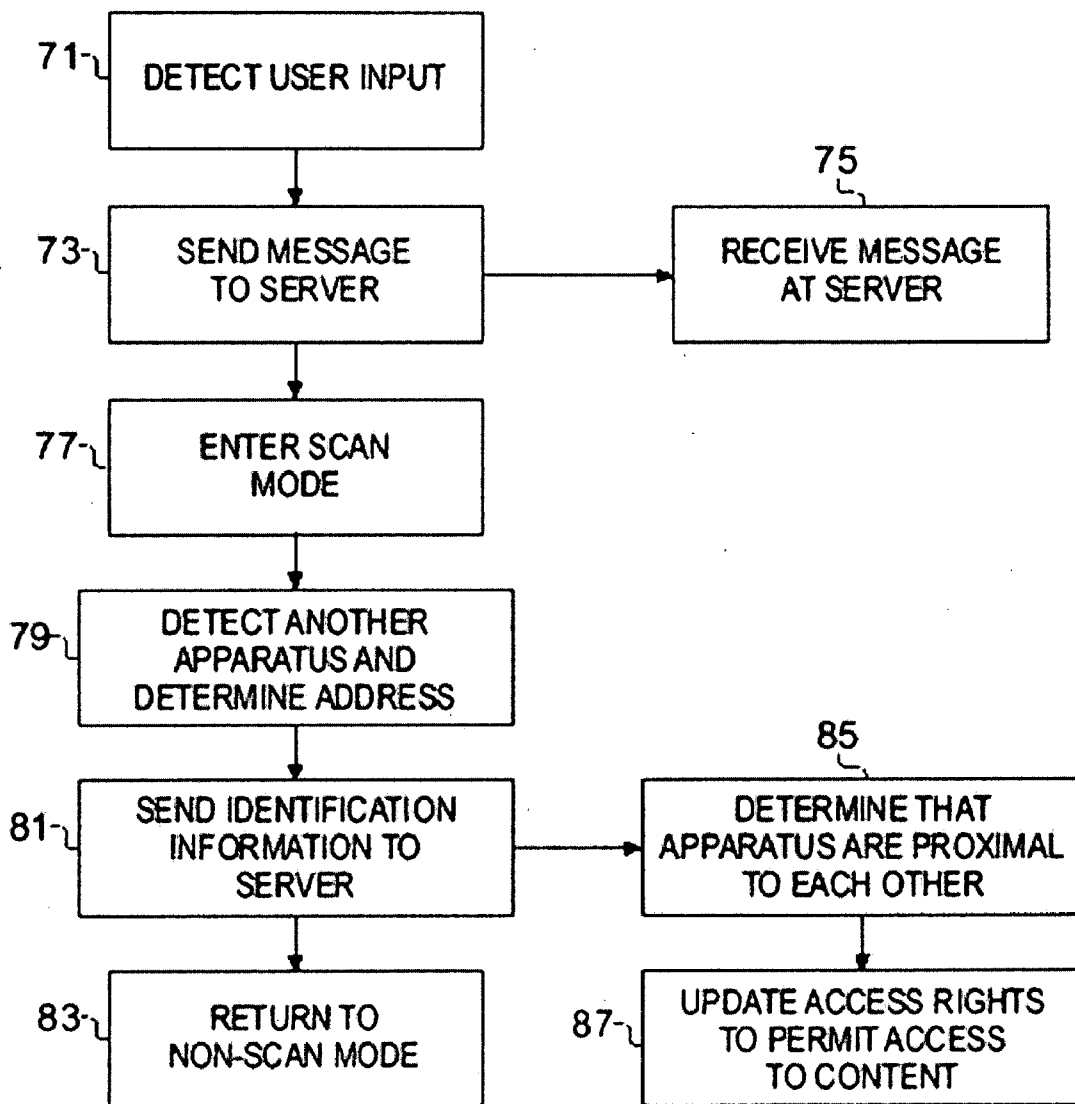 71
DETECT USER INPUT
73
SEND MESSAGE
TO SERVER
75
RECEIVE MESSAGE
AT SERVER
77
ENTER SCAN
MODE
79
DETECT ANOTHER
APPARATUS AND
DETERMINE ADDRESS
81
SEND IDENTIFICATION
INFORMATION TO
SERVER
85
DETERMINE THAT
APPARATUS ARE PROXIMAL
TO EACH OTHER
83
RETURN TO
NON-SCAN MODE
87
UPDATE ACCESS RIGHTS
TO PERMIT ACCESS
TO CONTENT